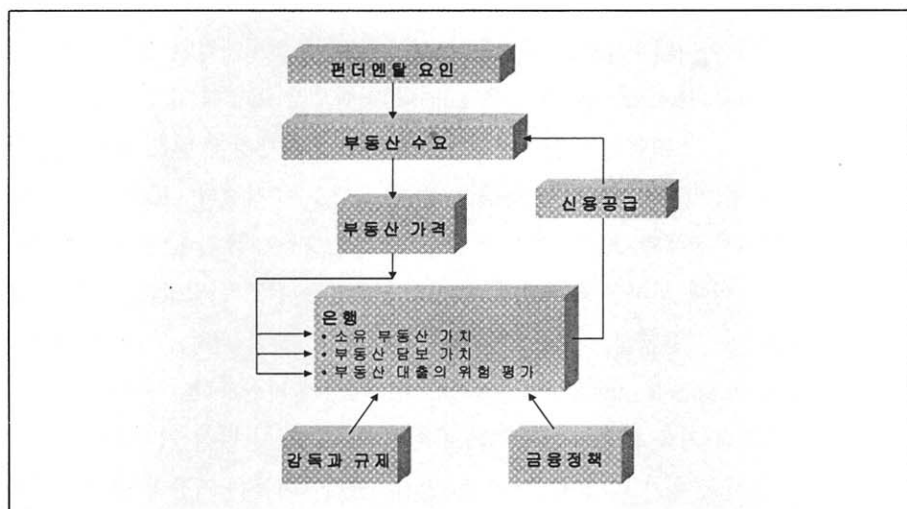 펀더멘탈 요인
부동산 수요
신용공급
부동산 가격
은행
• 소유 부동산 가치
• 부동산 담보 가치
• 부동산 대출의 위험 평가
감독과 규제
금융정책